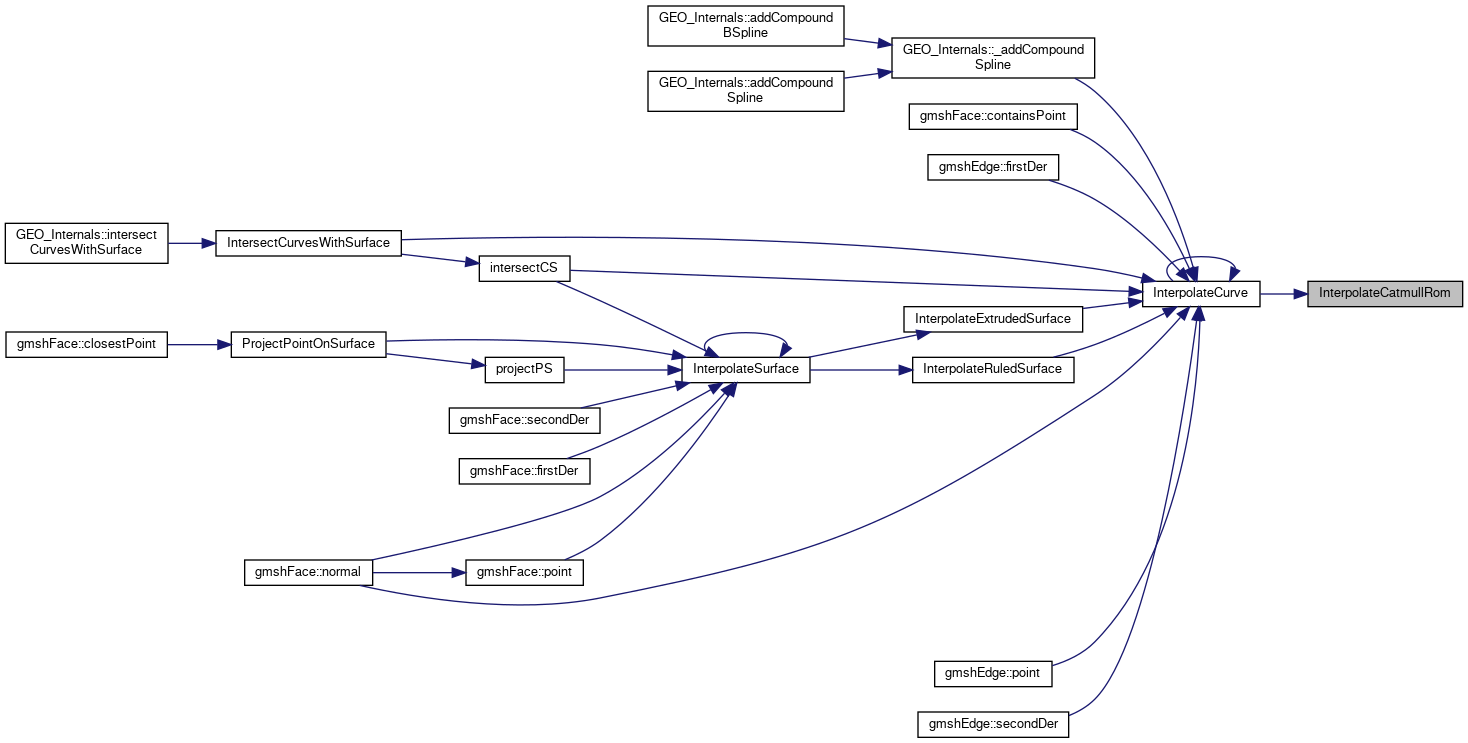 GEO_Internals::addCompound
BSpline
GEO_Internals::_addCompound
Spline
GEO_Internals::addCompound
Spline
gmshFace::containsPoint
gmshEdge::firstDer
GEO_Internals::intersect
CurvesWithSurface
IntersectCurvesWithSurface
intersectCS
InterpolateCurve
InterpolateCatmullRom
InterpolateExtrudedSurface
gmshFace::closestPoint
ProjectPointOnSurface
projectPS
InterpolateSurface
InterpolateRuledSurface
gmshFace::secondDer
gmshFace::firstDer
gmshFace::normal
gmshFace::point
gmshEdge::point
gmshEdge::secondDer